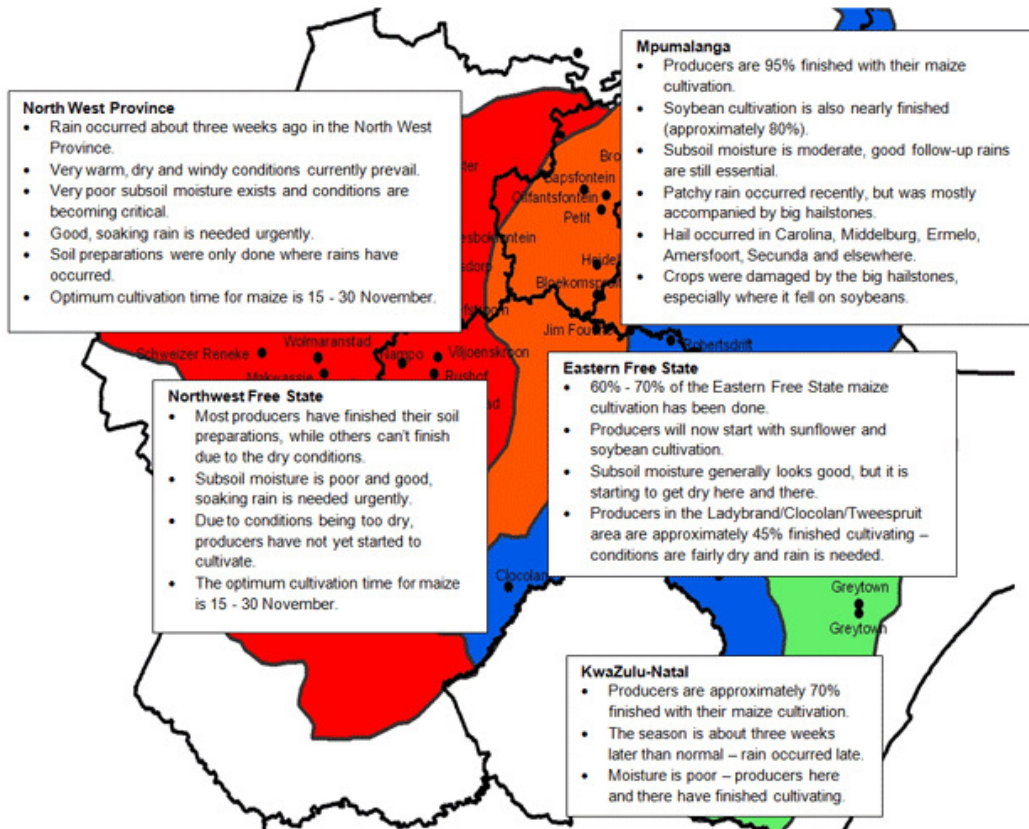 Mpumalanga
• Producers are 95% finished with their maize
cultivation.
• Soybean cultivation is also nearly finished
(approximately 80%).
• Subsoil moisture is moderate, good follow-up rains
are still essential.
• Patchy rain occurred recently, but was mostly
accompanied by big hailstones.
• Hail occurred in Carolina, Middelburg, Ermelo,
Amersfoort, Secunda and elsewhere.
• Crops were damaged by the big hailstones,
especially where it fell on soybeans.
North West Province
• Rain occurred about three weeks ago in the North West
Province.
• Very warm, dry and windy conditions currently prevail.
• Very poor subsoil moisture exists and conditions are
becoming critical.
• Good, soaking rain is needed urgently.
• Soil preparations were only done where rains have
occurred.
• Optimum cultivation time for maize is 15 - 30 November.
Bro
Bapsfontein
Olifantsfontein
Petit
Heidel
Bloekomspruit
Jim Fouche
Robertsdrift
Schweizer Reneke
Wolmaranstad
Nampo
Viljoenskroon
Makwassie
Rushof
Northwest Free State
• Most producers have finished their soil
preparations, while others can't finish
due to the dry conditions.
• Subsoil moisture is poor and good,
soaking rain is needed urgently.
• Due to conditions being too dry,
producers have not yet started to
cultivate.
• The optimum cultivation time for maize
is 15 - 30 November.
Eastern Free State
• 60% - 70% of the Eastern Free State maize
cultivation has been done.
• Producers will now start with sunflower and
soybean cultivation.
• Subsoil moisture generally looks good, but it is
starting to get dry here and there.
• Producers in the Ladybrand/Clocolan/Tweespruit
area are approximately 45% finished cultivating –
conditions are fairly dry and rain is needed.
Clocolan
Greytown
Greytown
KwaZulu-Natal
• Producers are approximately 70%
finished with their maize cultivation.
• The season is about three weeks
later than normal – rain occurred late.
• Moisture is poor – producers here
and there have finished cultivating.